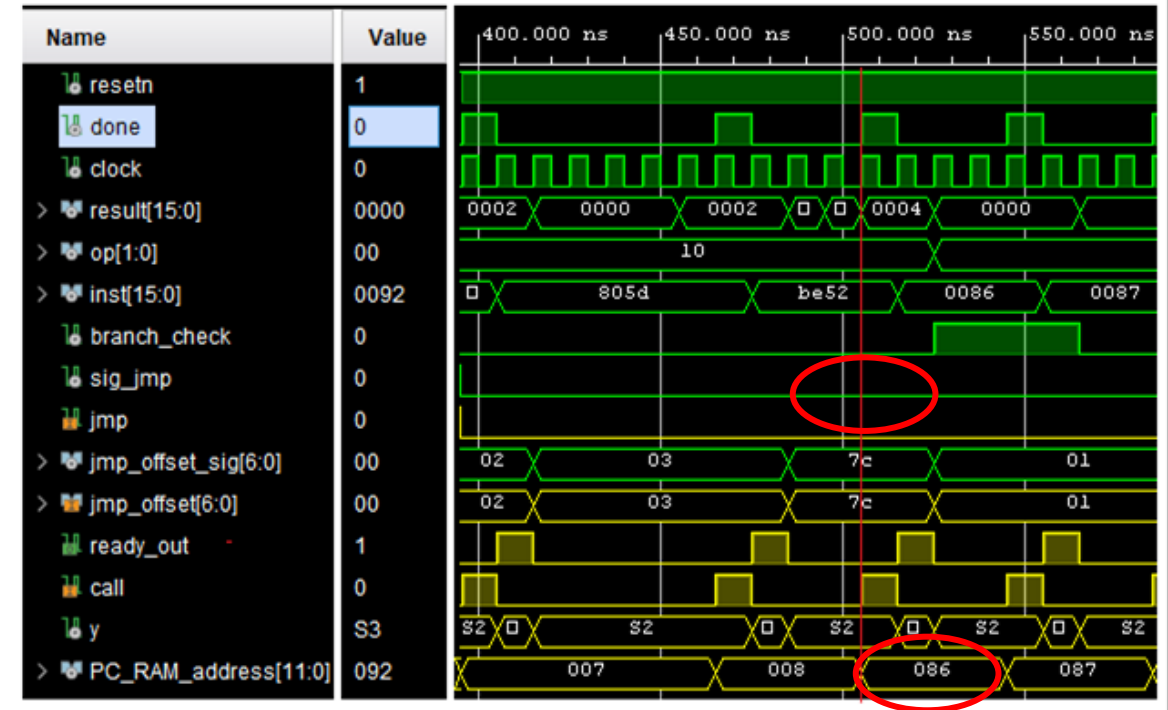 Name Value 400.000 ns 450.000 ns 500.000 ns 550.000 ns
resetn 1
done 0
clock 0
result[15:0] 0000 0002 0000 0002 0004 0000
op[1:0] 00 10
inst[15:0] 0092 805d be52 0086 0087
branch_check 0
sig_jmp 0
jmp 0
jmp_offset_sig[6:0] 00 02 03 7c 01
jmp_offset[6:0] 00 02 03 7c 01
ready_out 1
call 0
y S3 S2 S2 S2 S2 S2
PC_RAM_address[11:0] 092 007 008 086 087